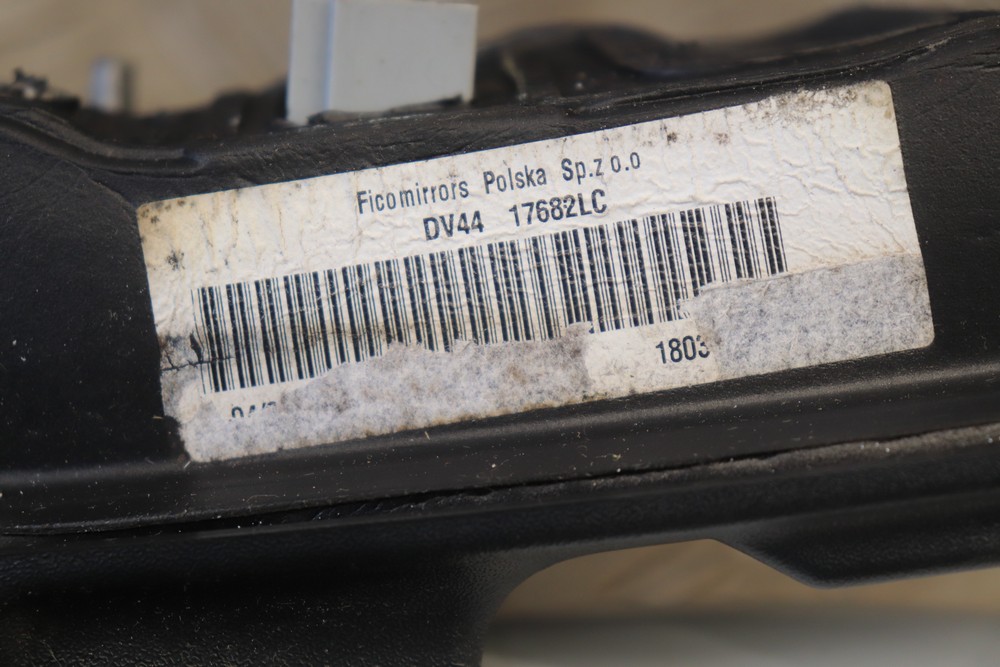 Ficomirrors Polska Sp.z o.o
DV44 17682LC
1803